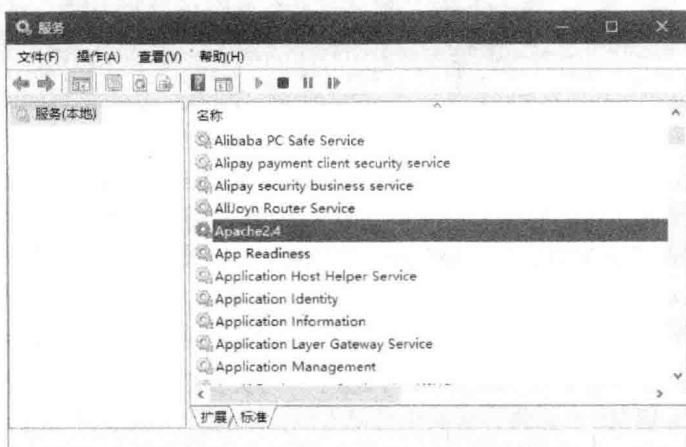 服务
文件(F) 操作(A) 查看(V) 帮助(H)
服务(本地)
名称
Alibaba PC Safe Service
Alipay payment client security service
Alipay security business service
AllJoyn Router Service
Apache2.4
App Readiness
Application Host Helper Service
Application Identity
Application Information
Application Layer Gateway Service
Application Management
扩展 标准